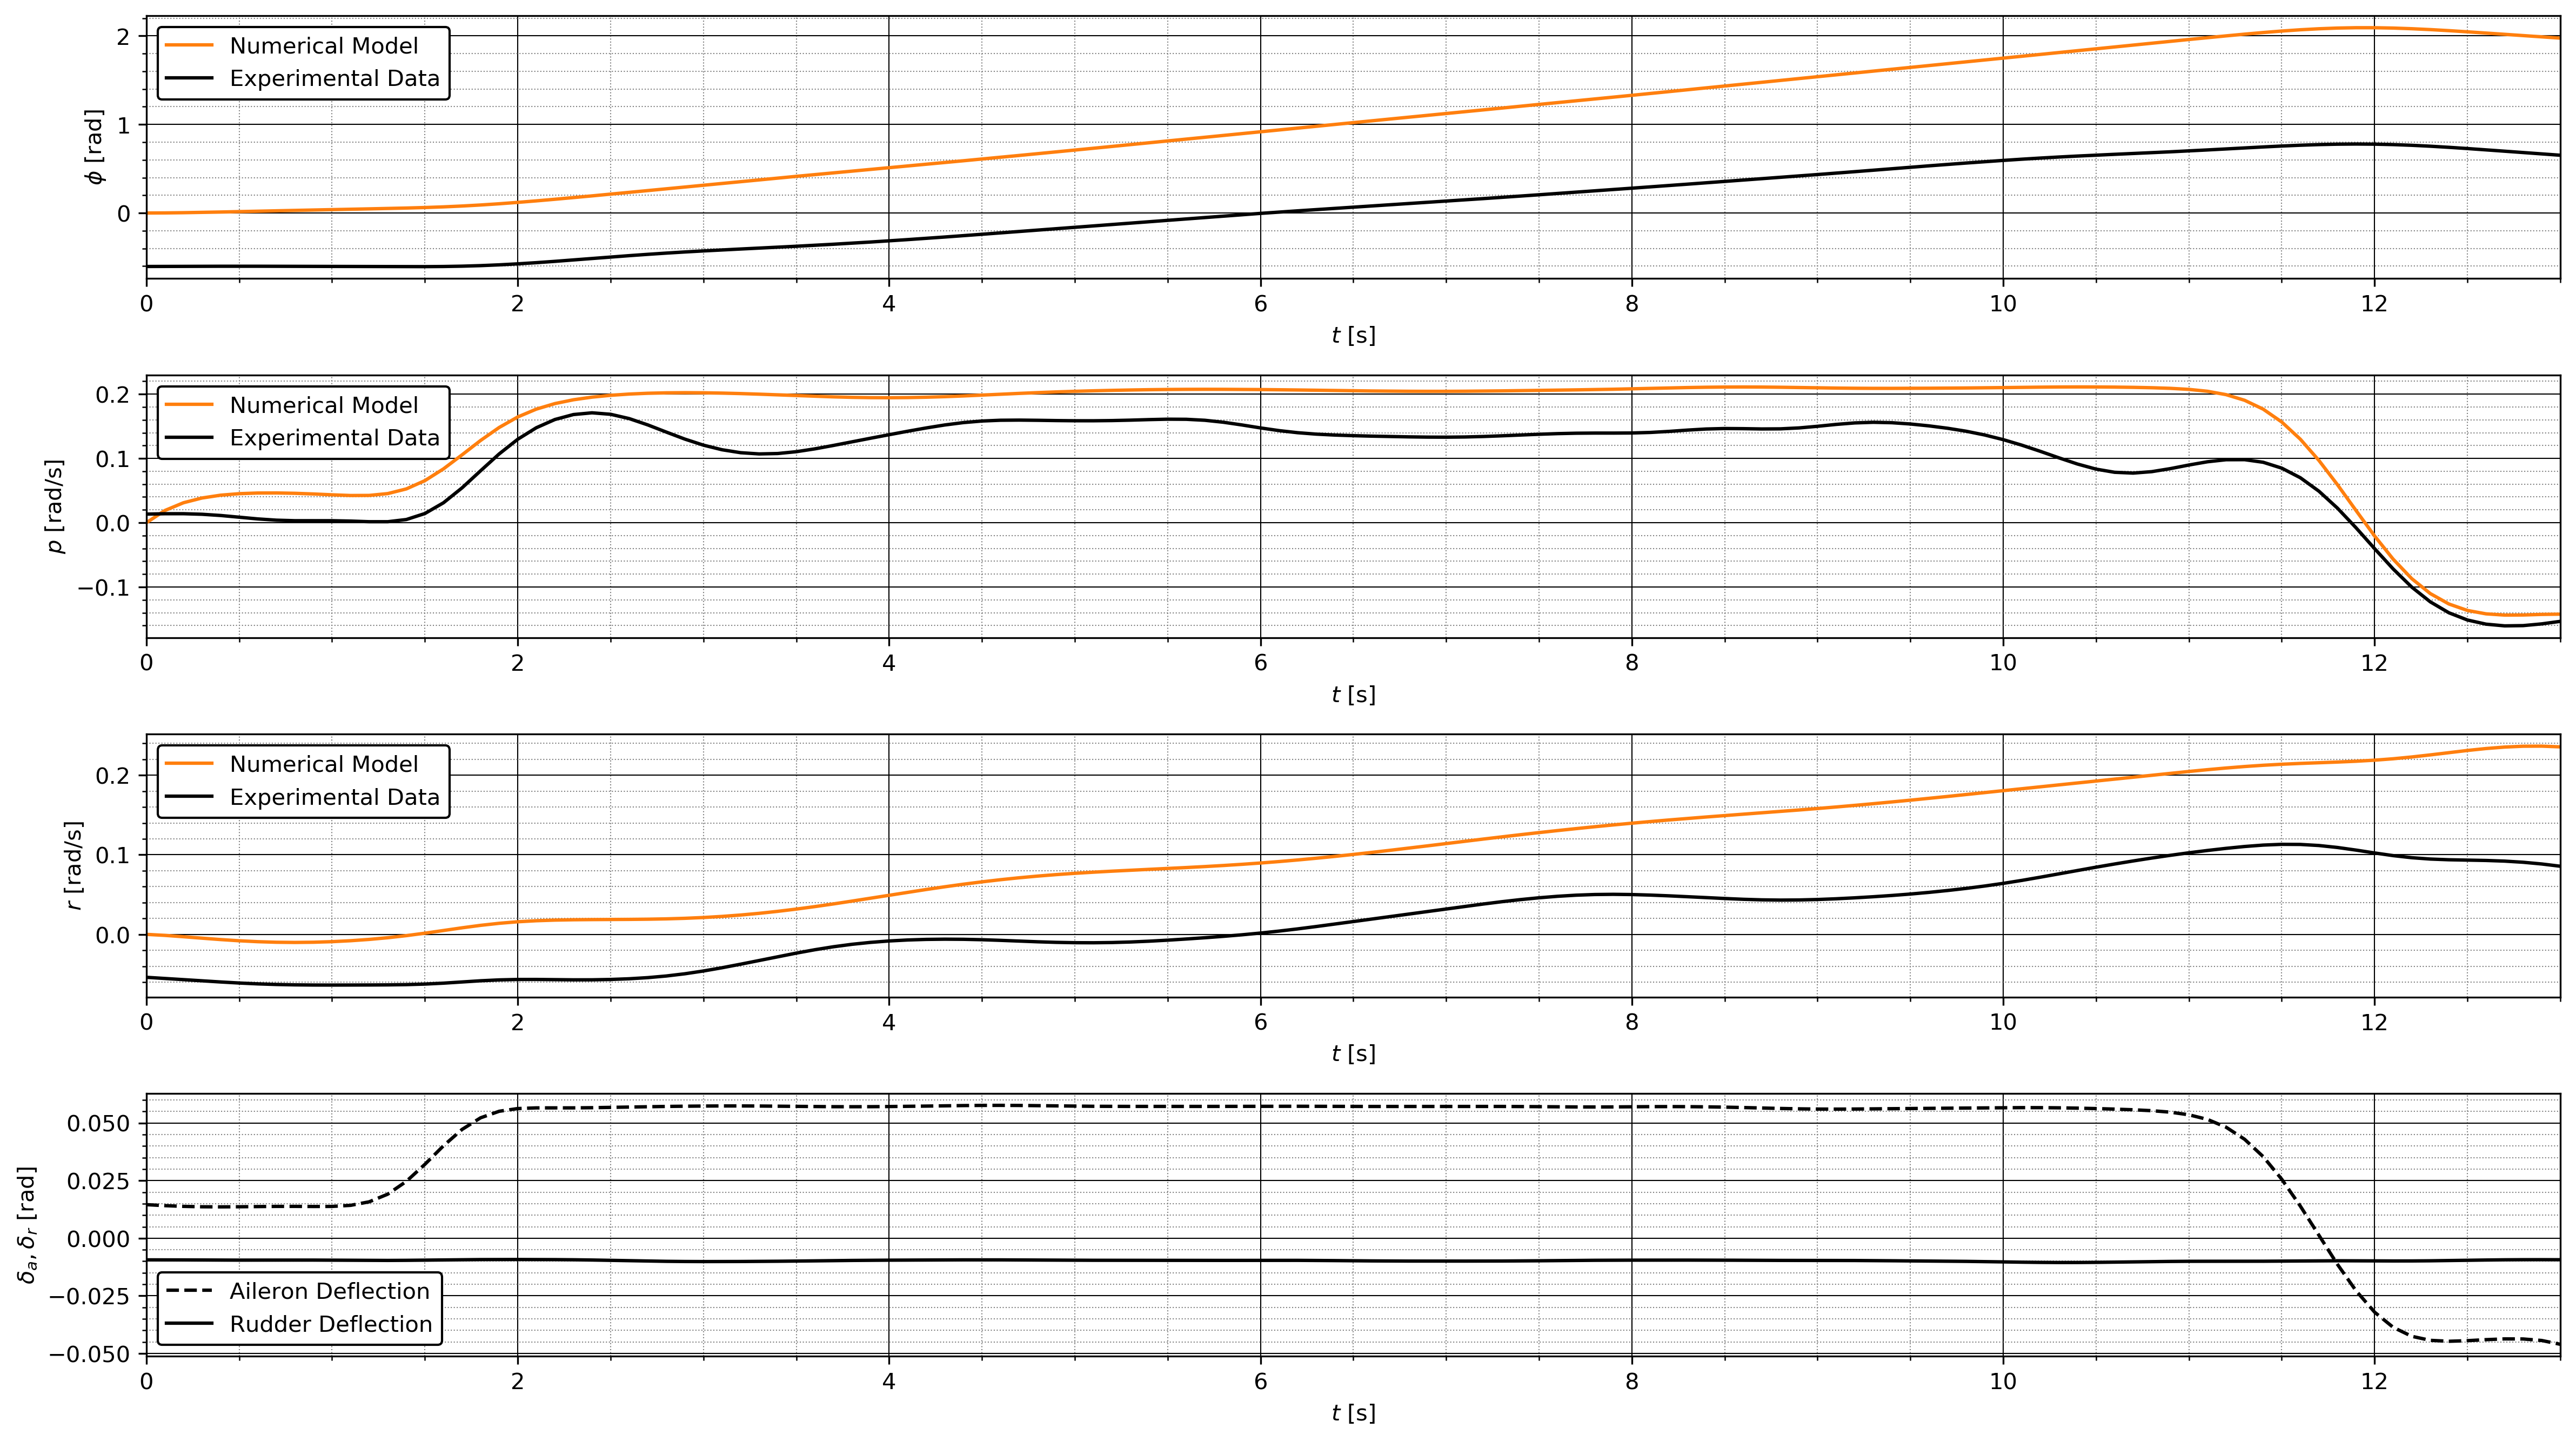 Numerical Model
Experimental Data
ϕ [rad]
2
1
0
0 2 4 6 8 10 12
t [s]
Numerical Model
Experimental Data
p [rad/s]
0.2
0.1
0.0
−0.1
0 2 4 6 8 10 12
t [s]
Numerical Model
Experimental Data
r [rad/s]
0.2
0.1
0.0
0 2 4 6 8 10 12
t [s]
δa, δr [rad]
0.050
0.025
0.000
−0.025
−0.050
Aileron Deflection
Rudder Deflection
0 2 4 6 8 10 12
t [s]